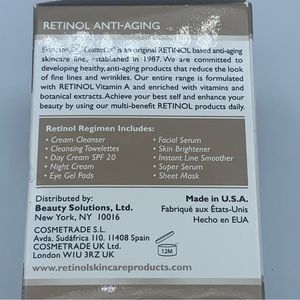 RETINOL ANTI-AGING
Skincare By Cosmetic® is an original RETINOL based anti-aging
skincare line, established in 1987. We are committed to
developing healthy, anti-aging products that reduce the look
of fine lines and wrinkles. Our entire range is formulated
with RETINOL Vitamin A and enriched with vitamins and
botanical extracts. Achieve your best self and enhance your
beauty by using our multi-benefit RETINOL products daily.
Retinol Regimen Includes:
• Cream Cleanser
• Cleansing Towelettes
• Day Cream SPF 20
• Night Cream
• Eye Gel Pads
• Facial Serum
• Skin Brightener
• Instant Line Smoother
• Super Serum
• Sheet Mask
Distributed by:
Beauty Solutions, Ltd.
New York, NY 10016
COSMETRADE S.L.
Avda. Sudáfrica 110. 11408 Spain
COSMETRADE UK Ltd.
London W1U 3RZ UK
Made in U.S.A.
Fabriqué aux États-Unis
Hecho en EUA
12M
www.retinolskincareproducts.com